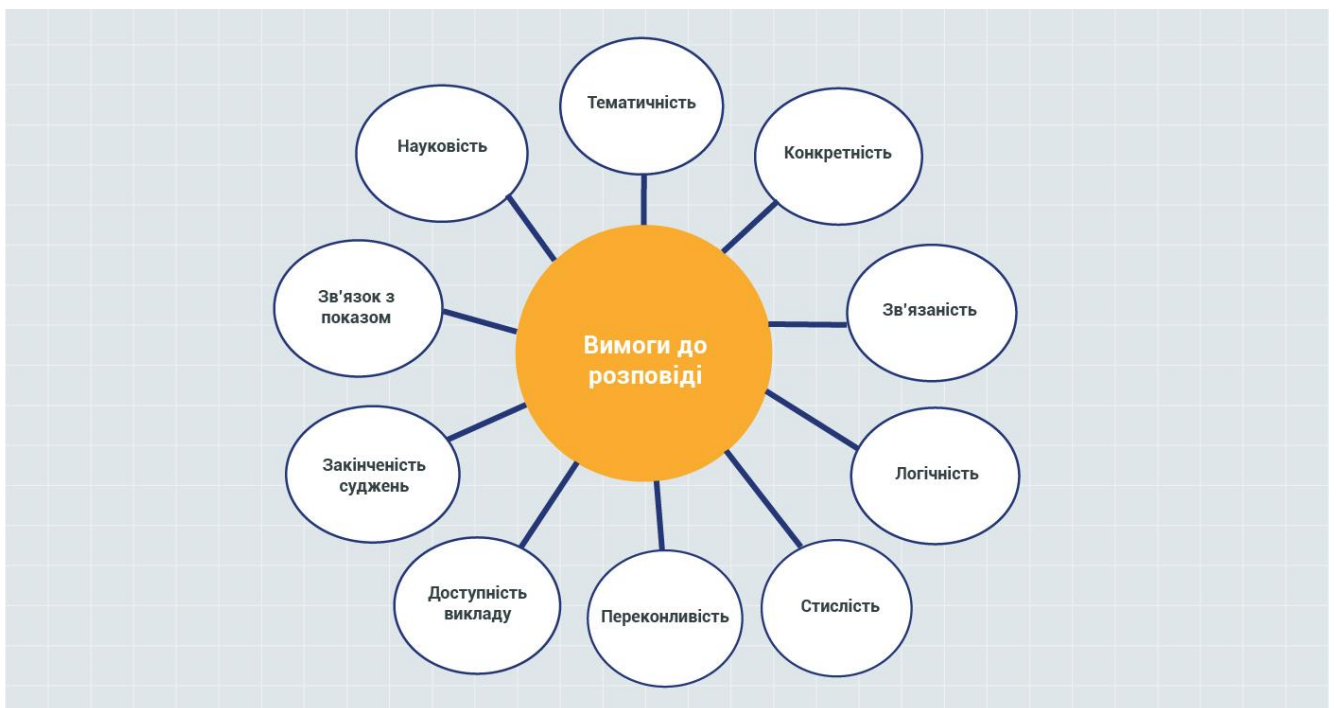 Тематичність
Науковість
Конкретність
Зв'язок з
показом
Зв'язаність
Вимоги до
розповіді
Закінченість
суджень
Логічність
Доступність
викладу
Переконливість
Стислість